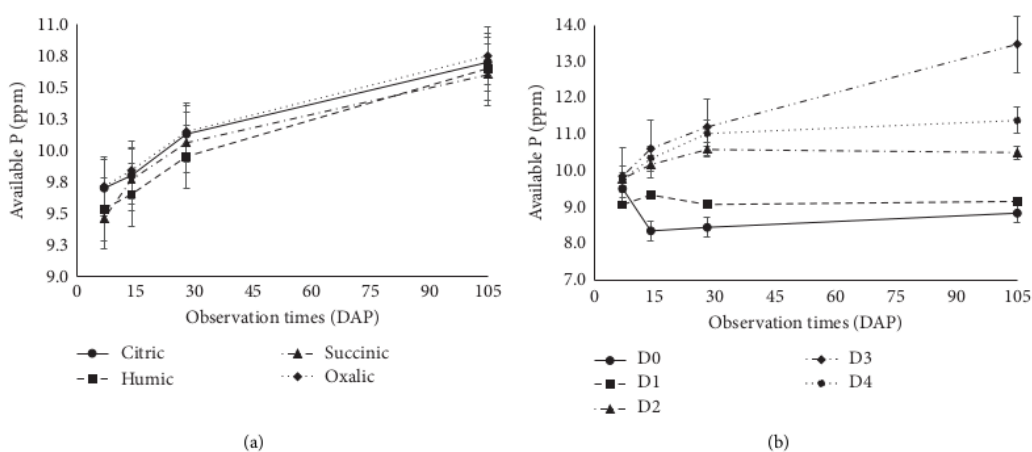 Available P (ppm)
11.0
10.8
10.5
10.3
10.0
9.8
9.5
9.3
9.0
0 15 30 45 60 75 90 105
Observation times (DAP)
Citric
Humic
Succinic
Oxalic
(a)
Available P (ppm)
14.0
13.0
12.0
11.0
10.0
9.0
8.0
7.0
0 15 30 45 60 75 90 105
Observation times (DAP)
D0
D1
D2
D3
D4
(b)